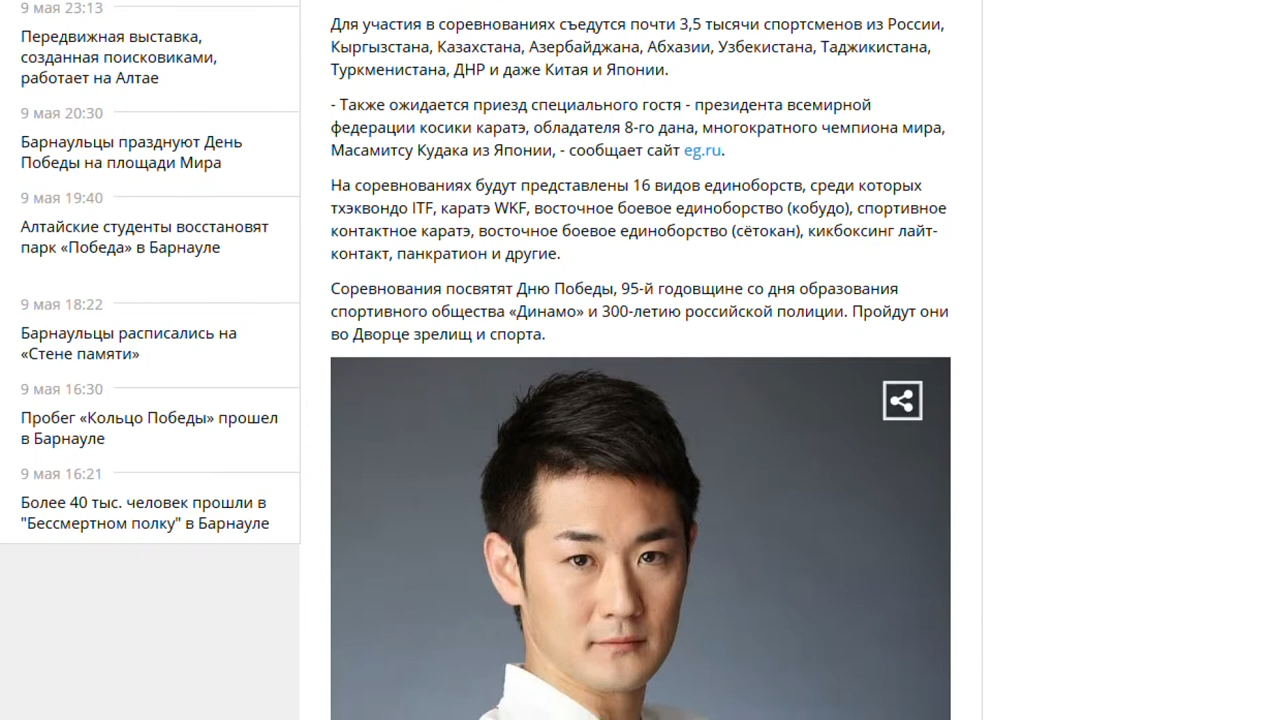 9 мая 23:13
Передвижная выставка,
созданная поисковиками,
работает на Алтае
9 мая 20:30
Барнаульцы празднуют День
Победы на площади Мира
9 мая 19:40
Алтайские студенты восстановят
парк «Победа» в Барнауле
9 мая 18:22
Барнаульцы расписались на
«Стене памяти»
9 мая 16:30
Пробег «Кольцо Победы» прошел
в Барнауле
9 мая 16:21
Более 40 тыс. человек прошли в
"Бессмертном полку" в Барнауле
Для участия в соревнованиях съедутся почти 3,5 тысячи спортсменов из России,
Кыргызстана, Казахстана, Азербайджана, Абхазии, Узбекистана, Таджикистана,
Туркменистана, ДНР и даже Китая и Японии.
- Также ожидается приезд специального гостя - президента всемирной
федерации косики каратэ, обладателя 8-го дана, многократного чемпиона мира,
Масамитсу Кудака из Японии, - сообщает сайт eg.ru.
На соревнованиях будут представлены 16 видов единоборств, среди которых
тхэквондо ITF, каратэ WKF, восточное боевое единоборство (кобудо), спортивное
контактное каратэ, восточное боевое единоборство (сётокан), кикбоксинг лайт-
контакт, панкратион и другие.
Соревнования посвятят Дню Победы, 95-й годовщине со дня образования
спортивного общества «Динамо» и 300-летию российской полиции. Пройдут они
во Дворце зрелищ и спорта.